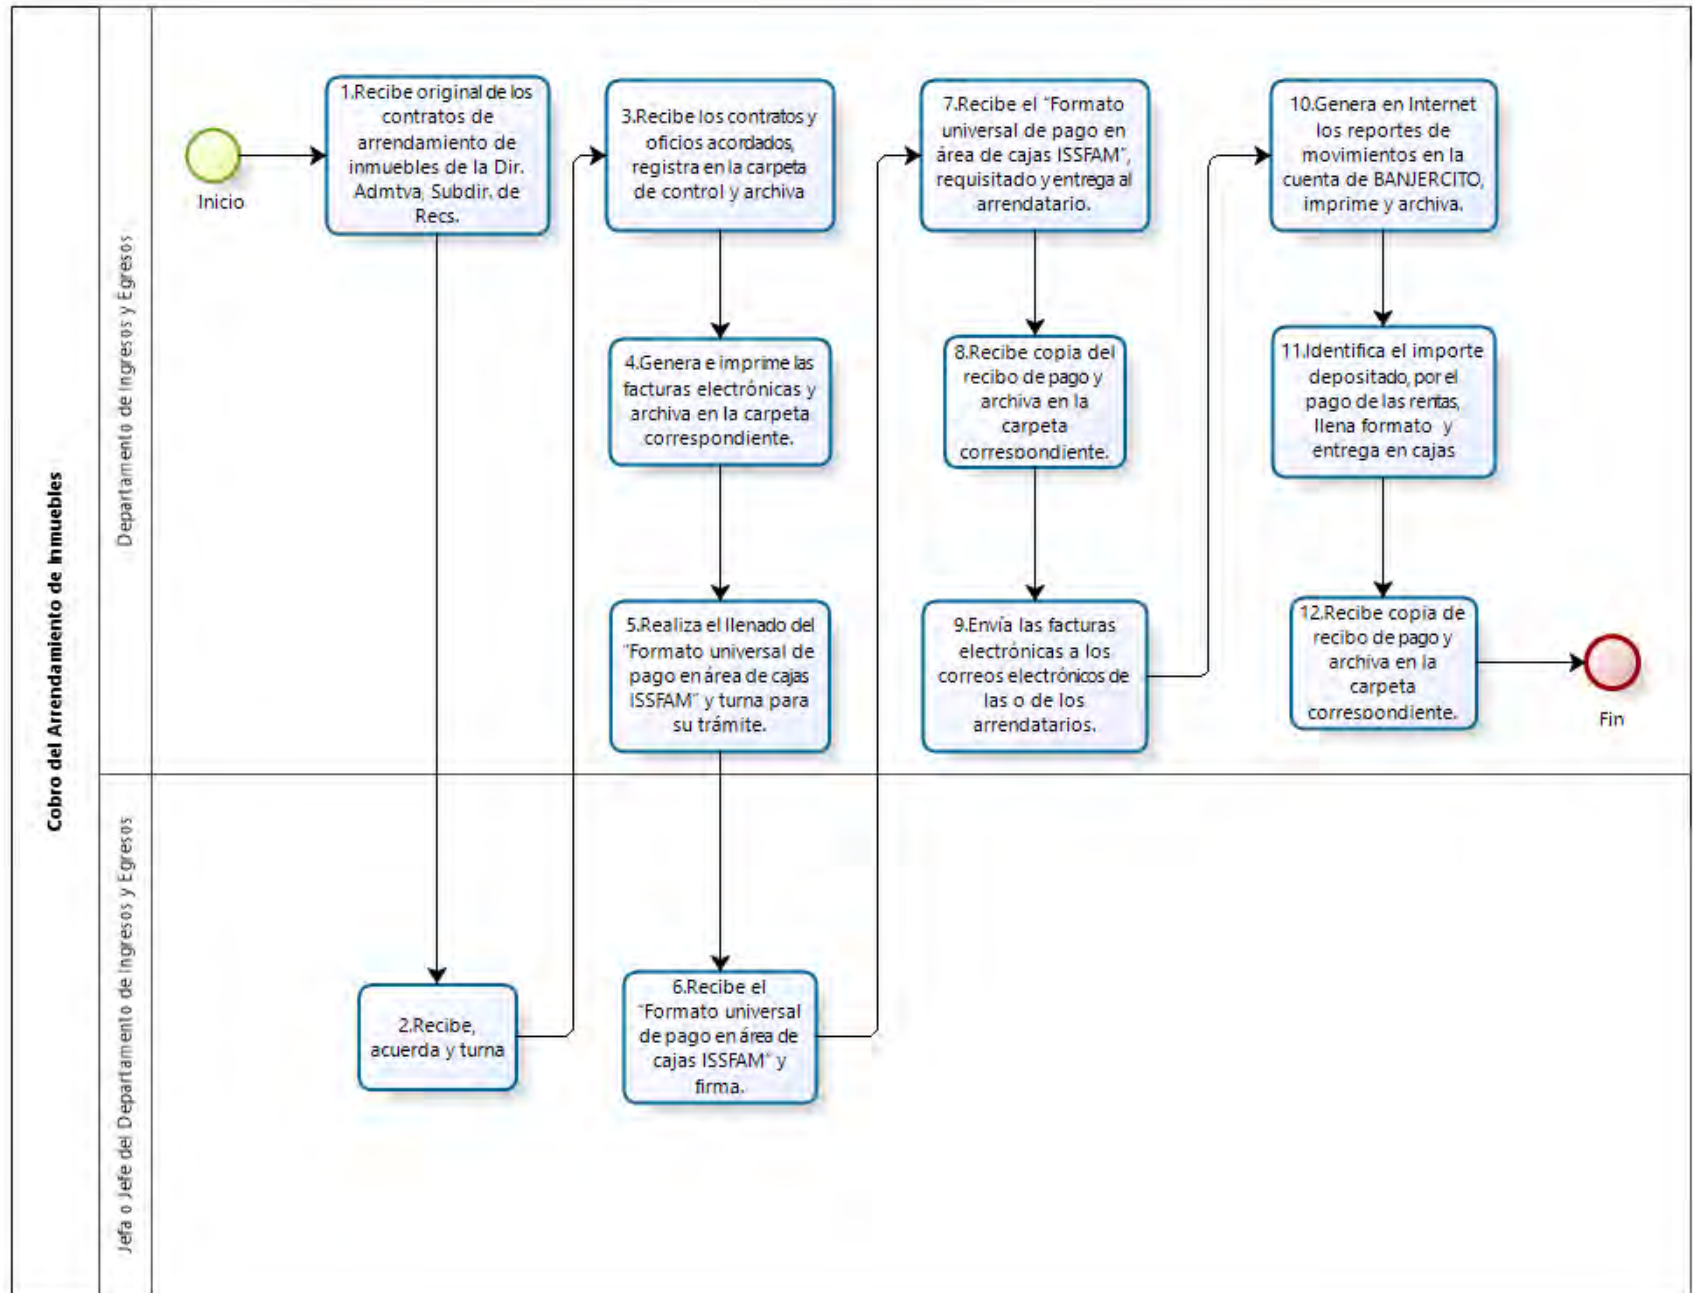 Cobro del Arrendamiento de Inmuebles
Departamento de Ingresos y Egresos
Inicio
1.Recibe original de los
contratos de
arrendamiento de
inmuebles de la Dir.
Admtva, Subdir. de
Recs.
3.Recibe los contratos y
oficios acordados,
registra en la carpeta
de control y archiva
4.Genera e imprime las
facturas electrónicas y
archiva en la carpeta
correspondiente.
5.Realiza el llenado del
"Formato universal de
pago en área de cajas
ISSFAM" y turna para
su trámite.
7.Recibe el "Formato
universal de pago en
área de cajas ISSFAM",
requisitado y entrega al
arrendatario.
8.Recibe copia del
recibo de pago y
archiva en la
carpeta
correspondiente.
9.Envía las facturas
electrónicas a los
correos electrónicos de
las o de los
arrendatarios.
10.Genera en Internet
los reportes de
movimientos en la
cuenta de BANJERCITO,
imprime y archiva.
11.Identifica el importe
depositado, por el
pago de las rentas,
llena formato y
entrega en cajas
12.Recibe copia de
recibo de pago y
archiva en la
carpeta
correspondiente.
Fin
Jefa o Jefe del Departamento de Ingresos y Egresos
2.Recibe,
acuerda y turna
6.Recibe el
"Formato universal
de pago en área de
cajas ISSFAM" y
firma.